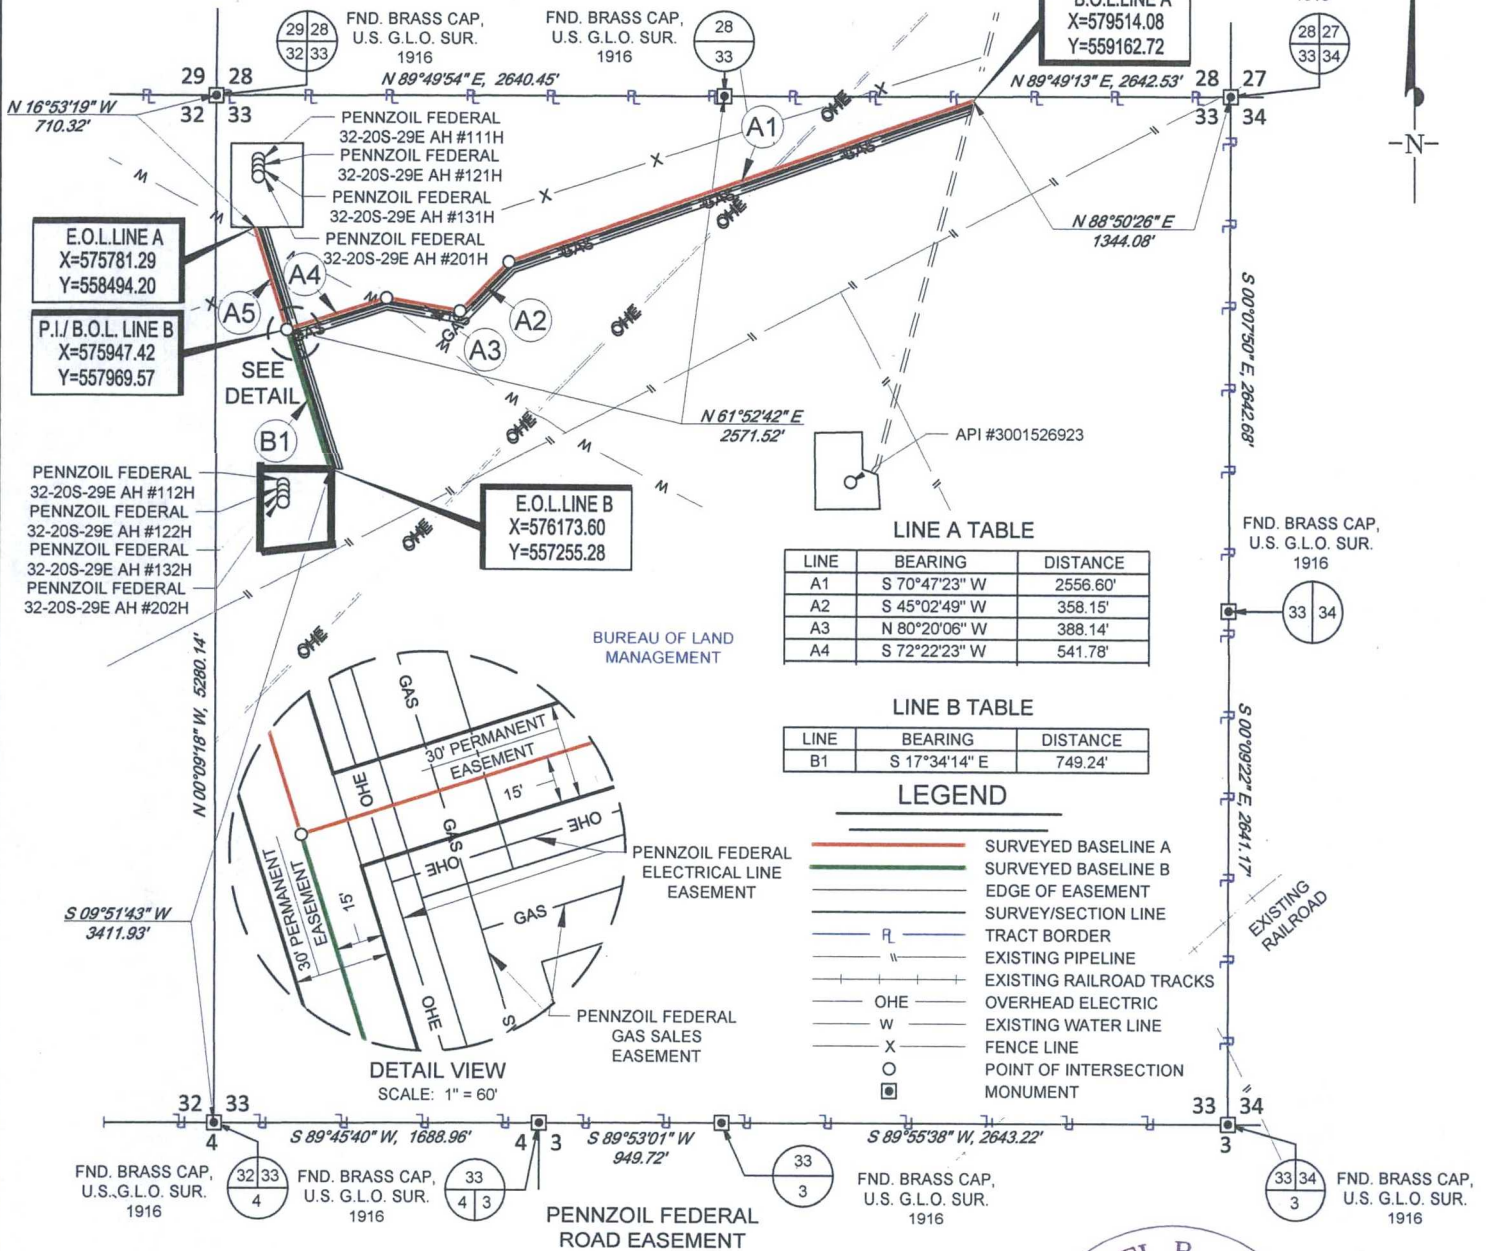 29 28
32 33
FND. BRASS CAP,
U.S. G.L.O. SUR.
1916
FND. BRASS CAP,
U.S. G.L.O. SUR.
1916
28
33
B.O.L.LINE A
X=579514.08
Y=559162.72
28 27
33 34
29 28
32 33
N 89°49'54" E, 2640.45'
N 89°49'13" E, 2642.53'
28 27
33 34
N 16°53'19" W
710.32'
PENNZOIL FEDERAL
32-20S-29E AH #111H
PENNZOIL FEDERAL
32-20S-29E AH #121H
PENNZOIL FEDERAL
32-20S-29E AH #131H
PENNZOIL FEDERAL
32-20S-29E AH #201H
A1
OHE
GAS
GAS
OHE
GAS
-N-
E.O.L.LINE A
X=575781.29
Y=558494.20
P.I./ B.O.L. LINE B
X=575947.42
Y=557969.57
A5
A4
A3
A2
GAS
GAS
OHE
N 88°50'26" E
1344.08'
S 00°07'50" E, 2642.68'
SEE
DETAIL
B1
N 61°52'42" E
2571.52'
OHE
API #3001526923
PENNZOIL FEDERAL
32-20S-29E AH #112H
PENNZOIL FEDERAL
32-20S-29E AH #122H
PENNZOIL FEDERAL
32-20S-29E AH #132H
PENNZOIL FEDERAL
32-20S-29E AH #202H
E.O.L.LINE B
X=576173.60
Y=557255.28
OHE
OHE
LINE A TABLE
LINE BEARING DISTANCE
A1 S 70°47'23" W 2556.60'
A2 S 45°02'49" W 358.15'
A3 N 80°20'06" W 388.14'
A4 S 72°22'23" W 541.78'
FND. BRASS CAP,
U.S. G.L.O. SUR.
1916
33 34
BUREAU OF LAND
MANAGEMENT
N 00°09'18" W, 5280.14'
LINE B TABLE
LINE BEARING DISTANCE
B1 S 17°34'14" E 749.24'
S 00°09'22" E, 2641.17'
GAS
30' PERMANENT
EASEMENT
15'
OHE
GAS
OHE
OHE
30' PERMANENT
EASEMENT
15'
GAS
OHE
PENNZOIL FEDERAL
ELECTRICAL LINE
EASEMENT
PENNZOIL FEDERAL
GAS SALES
EASEMENT
DETAIL VIEW
SCALE: 1" = 60'
S 09°51'43" W
3411.93'
LEGEND
SURVEYED BASELINE A
SURVEYED BASELINE B
EDGE OF EASEMENT
SURVEY/SECTION LINE
PL TRACT BORDER
EXISTING PIPELINE
EXISTING RAILROAD TRACKS
OHE OVERHEAD ELECTRIC
W EXISTING WATER LINE
X FENCE LINE
POINT OF INTERSECTION
MONUMENT
EXISTING
RAILROAD
32 33
4
S 89°45'40" W, 1688.96'
4 3
S 89°53'01" W
949.72'
S 89°55'38" W, 2643.22'
33 34
3
FND. BRASS CAP,
U.S. G.L.O. SUR.
1916
32 33
4
FND. BRASS CAP,
U.S. G.L.O. SUR.
1916
33
4 3
33
3
FND. BRASS CAP,
U.S. G.L.O. SUR.
1916
33 34
3
FND. BRASS CAP,
U.S. G.L.O. SUR.
1916
PENNZOIL FEDERAL
ROAD EASEMENT